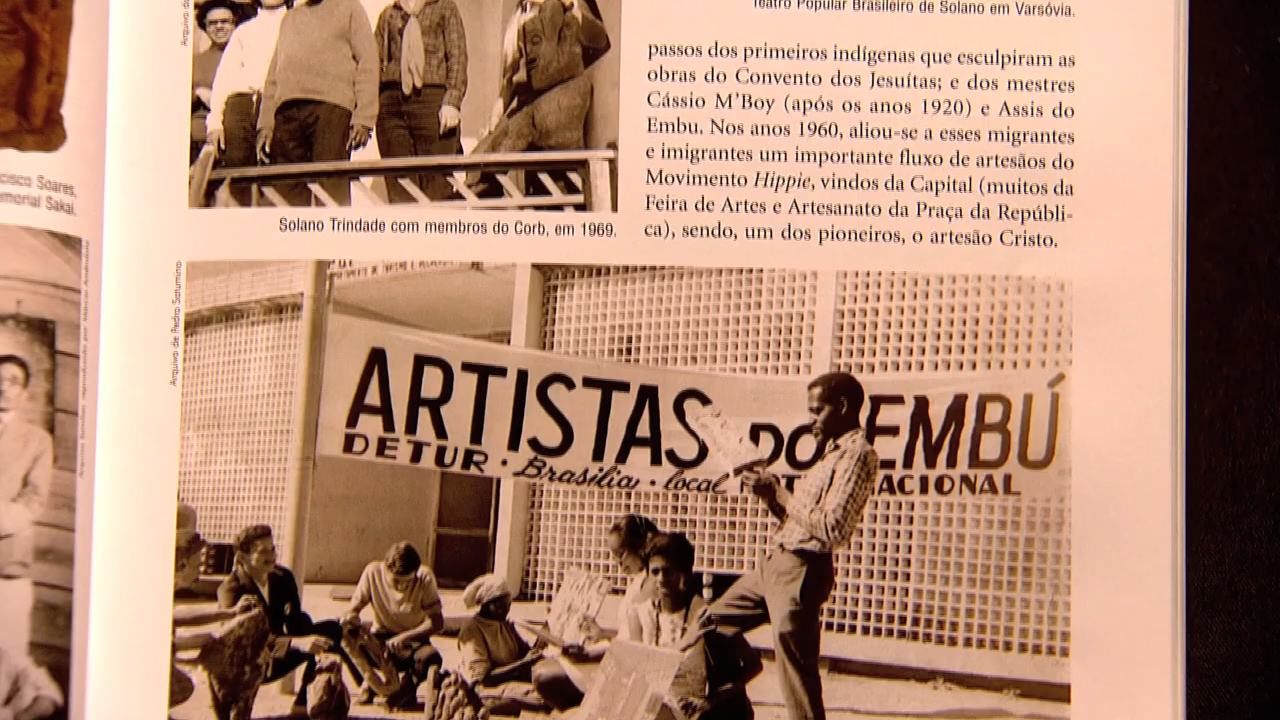 Teatro Popular Brasileiro de Solano em Varsóvia.
passos dos primeiros indígenas que esculpiram as
obras do Convento dos Jesuítas; e dos mestres
Cássio M'Boy (após os anos 1920) e Assis do
Embu. Nos anos 1960, aliou-se a esses migrantes
e imigrantes um importante fluxo de artesãos do
Movimento Hippie, vindos da Capital (muitos da
Feira de Artes e Artesanato da Praça da Repúbli-
ca), sendo, um dos pioneiros, o artesão Cristo.
Solano Trindade com membros do Corb, em 1969.
Soares,
Sakai.
Arquivo de Pedro Saturnino
ARTISTAS DO EMBÚ
DETUR · Brasília · local ACIONAL